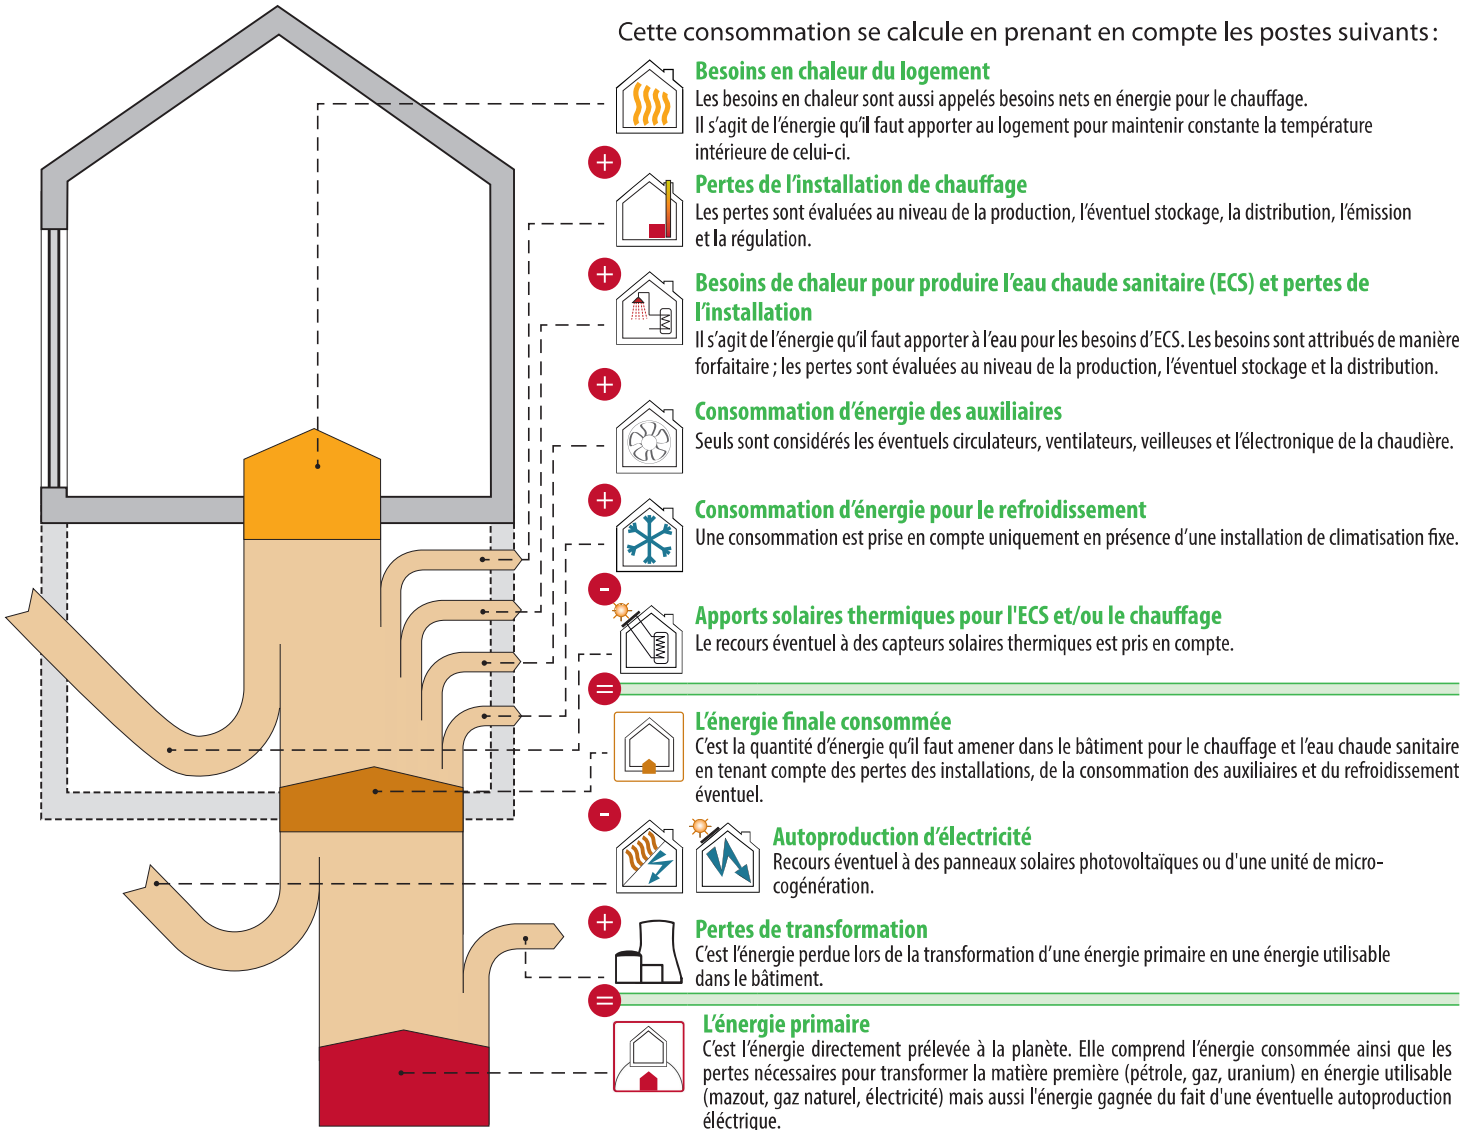 Cette consommation se calcule en prenant en compte les postes suivants :
Besoins en chaleur du logement
Les besoins en chaleur sont aussi appelés besoins nets en énergie pour le chauffage.
Il s'agit de l'énergie qu'il faut apporter au logement pour maintenir constante la température
intérieure de celui-ci.
+
Pertes de l'installation de chauffage
Les pertes sont évaluées au niveau de la production, l'éventuel stockage, la distribution, l'émission
et la régulation.
+
Besoins de chaleur pour produire l'eau chaude sanitaire (ECS) et pertes de
l'installation
Il s'agit de l'énergie qu'il faut apporter à l'eau pour les besoins d'ECS. Les besoins sont attribués de manière
forfaitaire ; les pertes sont évaluées au niveau de la production, l'éventuel stockage et la distribution.
+
Consommation d'énergie des auxiliaires
Seuls sont considérés les éventuels circulateurs, ventilateurs, veilleuses et l'électronique de la chaudière.
+
Consommation d'énergie pour le refroidissement
Une consommation est prise en compte uniquement en présence d'une installation de climatisation fixe.
-
Apports solaires thermiques pour l'ECS et/ou le chauffage
Le recours éventuel à des capteurs solaires thermiques est pris en compte.
=
L'énergie finale consommée
C'est la quantité d'énergie qu'il faut amener dans le bâtiment pour le chauffage et l'eau chaude sanitaire
en tenant compte des pertes des installations, de la consommation des auxiliaires et du refroidissement
éventuel.
-
Autoproduction d'électricité
Recours éventuel à des panneaux solaires photovoltaïques ou d'une unité de micro-
cogénération.
+
Pertes de transformation
C'est l'énergie perdue lors de la transformation d'une énergie primaire en une énergie utilisable
dans le bâtiment.
=
L'énergie primaire
C'est l'énergie directement prélevée à la planète. Elle comprend l'énergie consommée ainsi que les
pertes nécessaires pour transformer la matière première (pétrole, gaz, uranium) en énergie utilisable
(mazout, gaz naturel, électricité) mais aussi l'énergie gagnée du fait d'une éventuelle autoproduction
éléctrique.